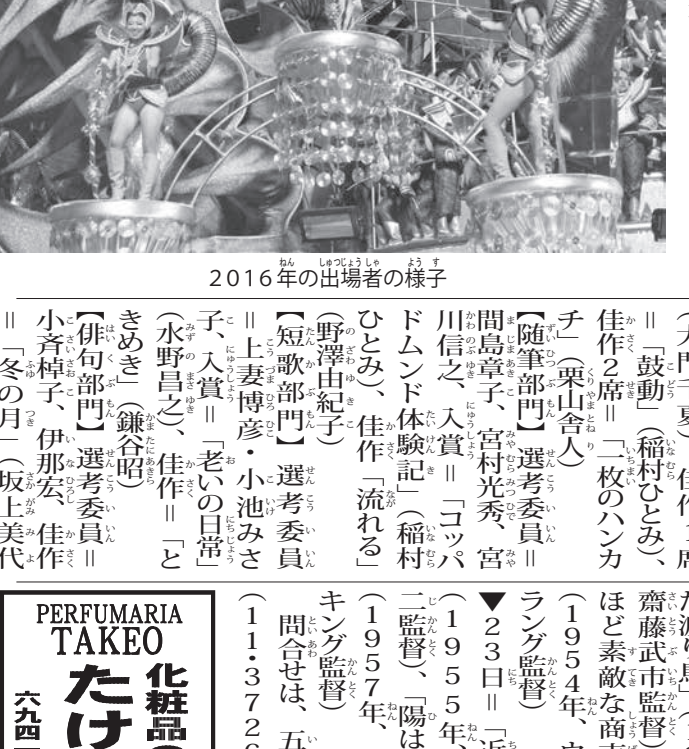 2016年の出場者の様子
＝「鼓動」（稲村ひとみ）、
佳作２席＝「一枚のハンカ
チ」（栗山舎人）
【随筆部門】選考委員＝
間島章子、宮村光秀、宮
川信之、入賞＝「コッパ
ドムンド体験記」（稲村
ひとみ）、佳作「流れる」
（野澤由紀子）
【短歌部門】選考委員
＝上妻博彦・小池みさ
子、入賞＝「老いの日常」
（水野昌之）、佳作＝「と
きめき」（鎌谷昭）
【俳句部門】選考委員＝
小斉棹子、伊那宏、佳作
＝「冬の月」（坂上美代
齋藤武市監督）
ほど素敵な商
（1954年、
ラング監督）
▼23日＝「近
（1955年、
二監督）、「陽は
（1957年、
キング監督）
問合せは、
（11・3726
PERFUMARIA
TAKEO
化粧品の
たけ
六九四